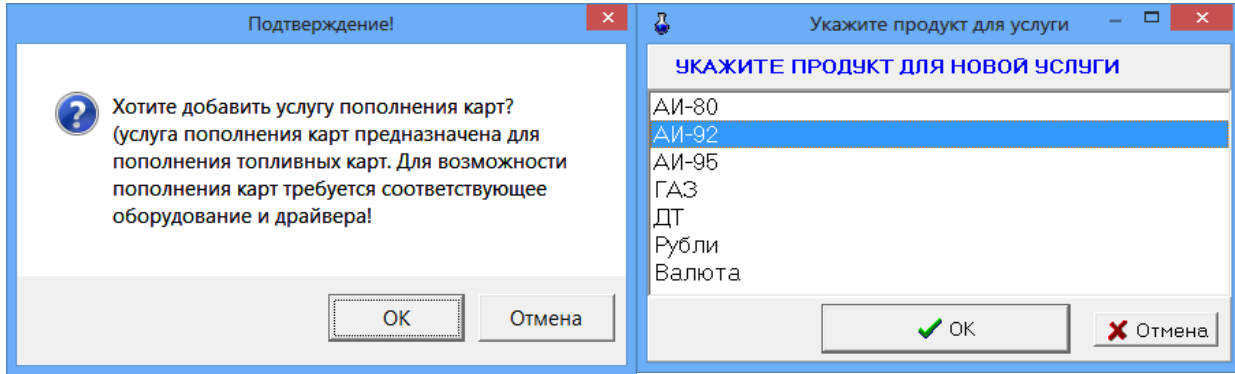 Подтверждение!
Хотите добавить услугу пополнения карт?
(услуга пополнения карт предназначена для
пополнения топливных карт. Для возможности
пополнения карт требуется соответствующее
оборудование и драйвера!
ОК
Отмена
Укажите продукт для услуги
УКАЖИТЕ ПРОДУКТ ДЛЯ НОВОЙ УСЛУГИ
АИ-80
АИ-92
АИ-95
ГАЗ
ДТ
Рубли
Валюта
ОК
Отмена